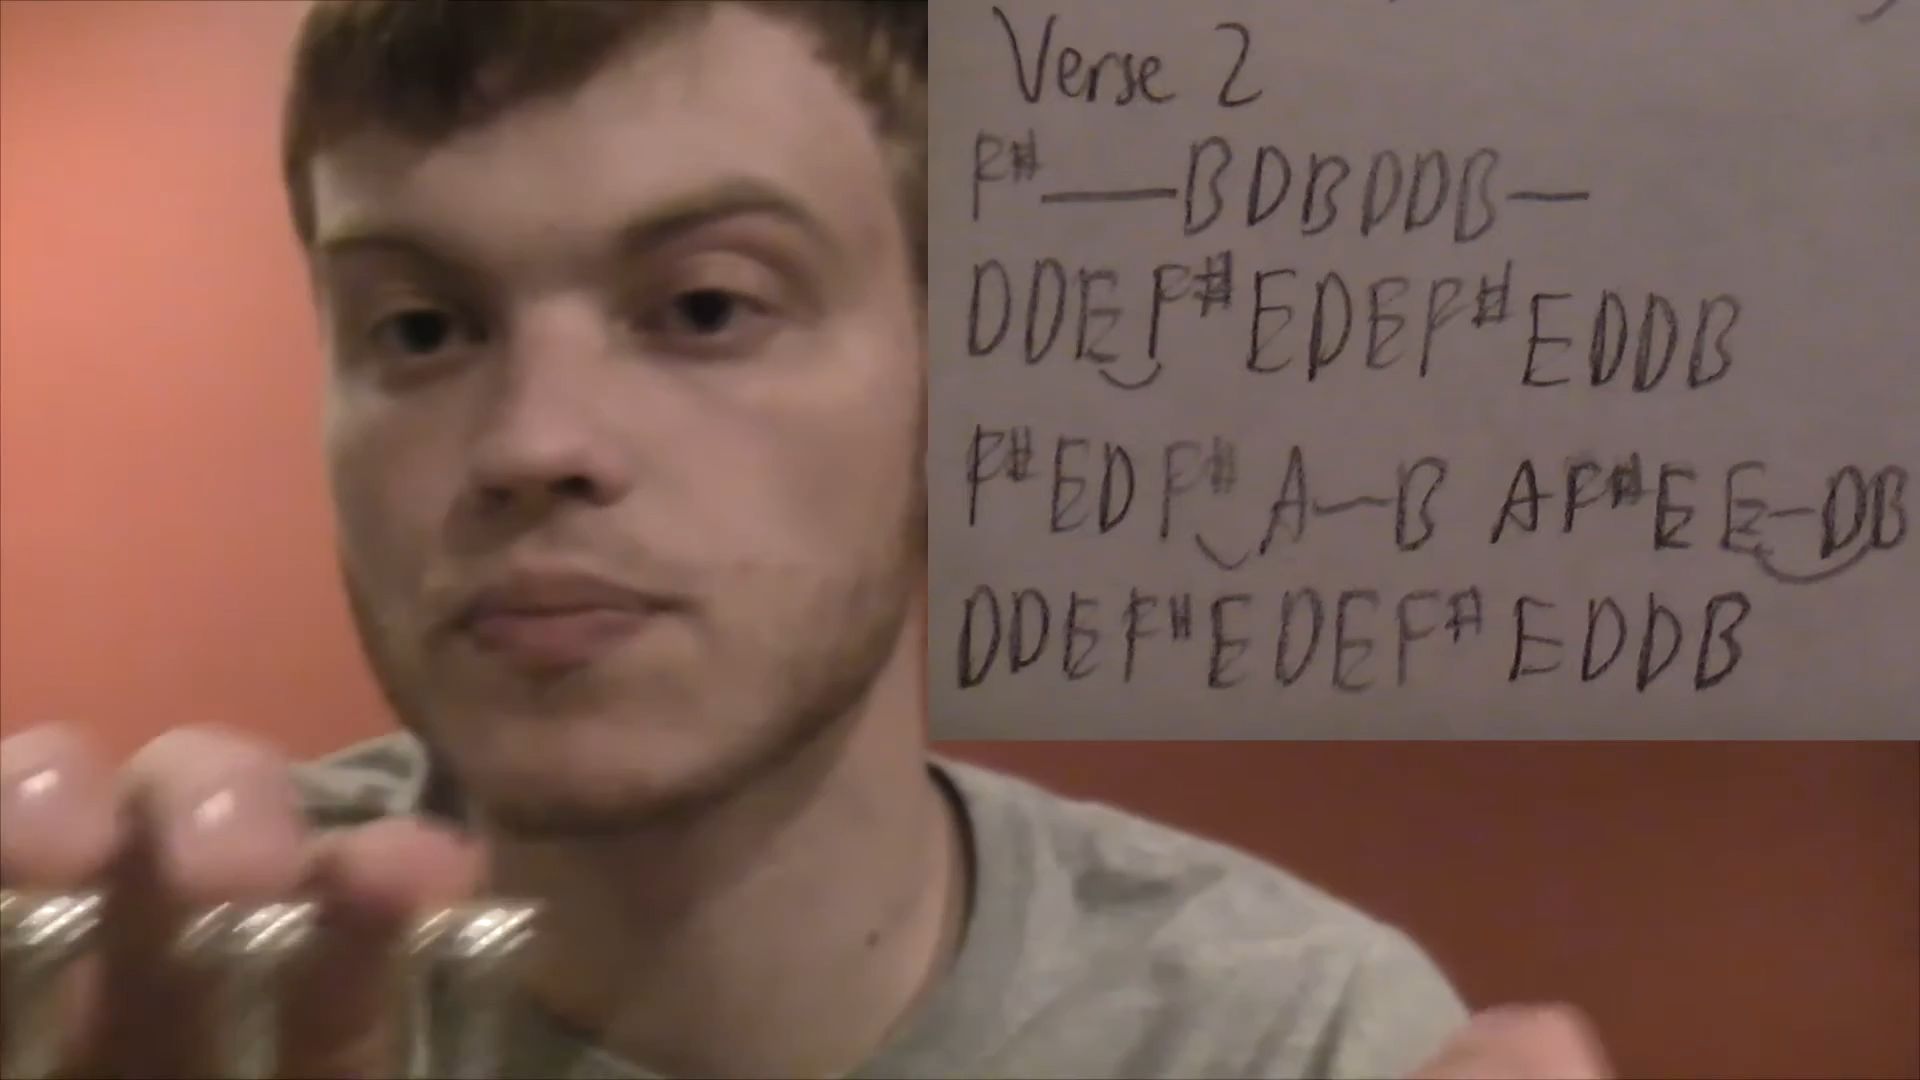 Verse 2
F# — B D B D D B —
D D E F# E D E F# E D D B
F# E D F# A — B A F# E E - D B
D D E F# E D E F# E D D B